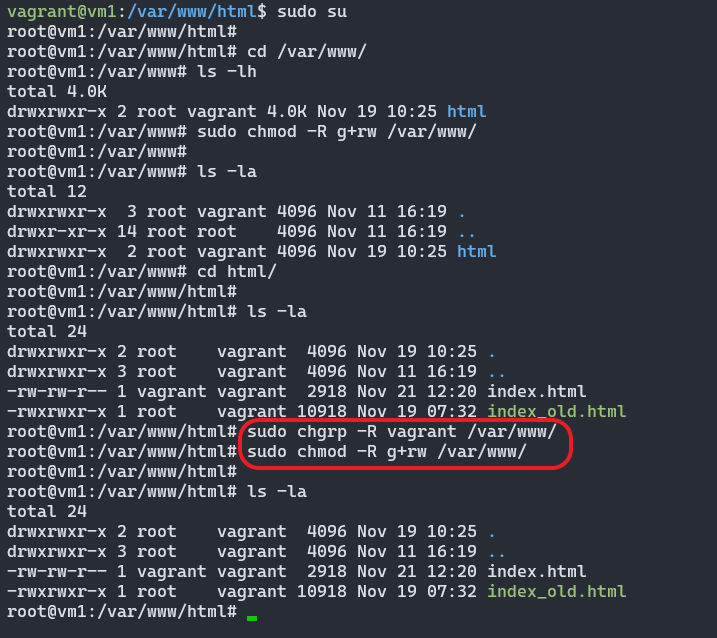 vagrant@vm1:/var/www/html$ sudo su
root@vm1:/var/www/html#
root@vm1:/var/www/html# cd /var/www/
root@vm1:/var/www# ls -lh
total 4.0K
drwxrwxr-x 2 root vagrant 4.0K Nov 19 10:25 html
root@vm1:/var/www# sudo chmod -R g+rw /var/www/
root@vm1:/var/www#
root@vm1:/var/www# ls -la
total 12
drwxrwxr-x  3 root vagrant 4096 Nov 11 16:19 .
drwxr-xr-x 14 root root    4096 Nov 11 16:19 ..
drwxrwxr-x  2 root vagrant 4096 Nov 19 10:25 html
root@vm1:/var/www# cd html/
root@vm1:/var/www/html#
root@vm1:/var/www/html# ls -la
total 24
drwxrwxr-x 2 root    vagrant  4096 Nov 19 10:25 .
drwxrwxr-x 3 root    vagrant  4096 Nov 11 16:19 ..
-rw-rw-r-- 1 vagrant vagrant  2918 Nov 21 12:20 index.html
-rwxrwxr-x 1 root    vagrant 10918 Nov 19 07:32 index_old.html
root@vm1:/var/www/html# sudo chgrp -R vagrant /var/www/
root@vm1:/var/www/html# sudo chmod -R g+rw /var/www/
root@vm1:/var/www/html#
root@vm1:/var/www/html# ls -la
total 24
drwxrwxr-x 2 root    vagrant  4096 Nov 19 10:25 .
drwxrwxr-x 3 root    vagrant  4096 Nov 11 16:19 ..
-rw-rw-r-- 1 vagrant vagrant  2918 Nov 21 12:20 index.html
-rwxrwxr-x 1 root    vagrant 10918 Nov 19 07:32 index_old.html
root@vm1:/var/www/html#